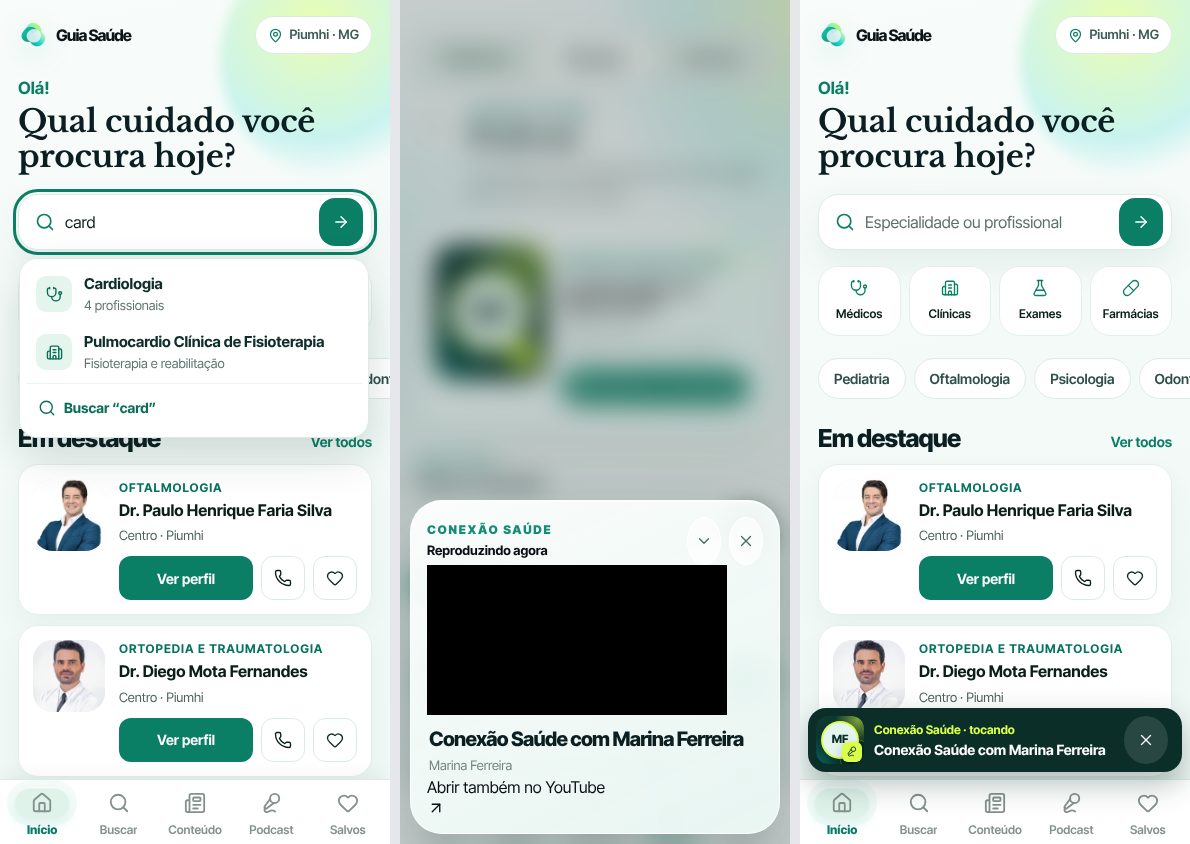 Guia Saúde
Piumhi · MG
Olá!
Qual cuidado você
procura hoje?
card
Cardiologia
4 profissionais
Pulmocardio Clínica de Fisioterapia
Fisioterapia e reabilitação
Buscar “card”
Em destaque
Ver todos
OFTALMOLOGIA
Dr. Paulo Henrique Faria Silva
Centro · Piumhi
Ver perfil
ORTOPEDIA E TRAUMATOLOGIA
Dr. Diego Mota Fernandes
Centro · Piumhi
Ver perfil
Início
Buscar
Conteúdo
Podcast
Salvos
CONEXÃO SAÚDE
Reproduzindo agora
Conexão Saúde com Marina Ferreira
Marina Ferreira
Abrir também no YouTube
Guia Saúde
Piumhi · MG
Olá!
Qual cuidado você
procura hoje?
Especialidade ou profissional
Médicos
Clínicas
Exames
Farmácias
Pediatria
Oftalmologia
Psicologia
Odon
Em destaque
Ver todos
OFTALMOLOGIA
Dr. Paulo Henrique Faria Silva
Centro · Piumhi
Ver perfil
ORTOPEDIA E TRAUMATOLOGIA
Dr. Diego Mota Fernandes
Centro · Piumhi
MF
Conexão Saúde · tocando
Conexão Saúde com Marina Ferreira
Início
Buscar
Conteúdo
Podcast
Salvos